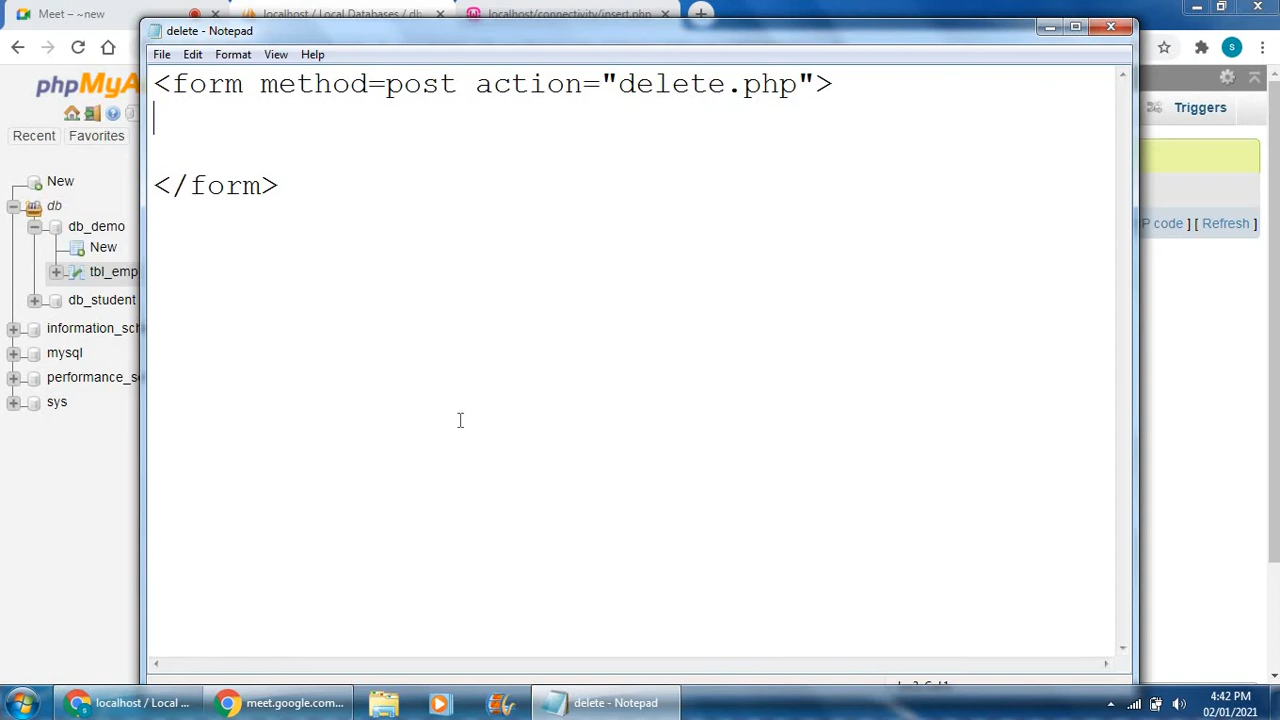 Meet – ~new
localhost / Local Databases / db
localhost/connectivity/insert.php
delete - Notepad
File Edit Format View Help
<form method=post action="delete.php">
</form>
phpMyA
Recent Favorites
New
db
db_demo
New
tbl_emp
db_student
information_sch
mysql
performance_s
sys
Triggers
P code ] [ Refresh ]
S
localhost / Local ...
meet.google.com...
delete - Notepad
4:42 PM
02/01/2021